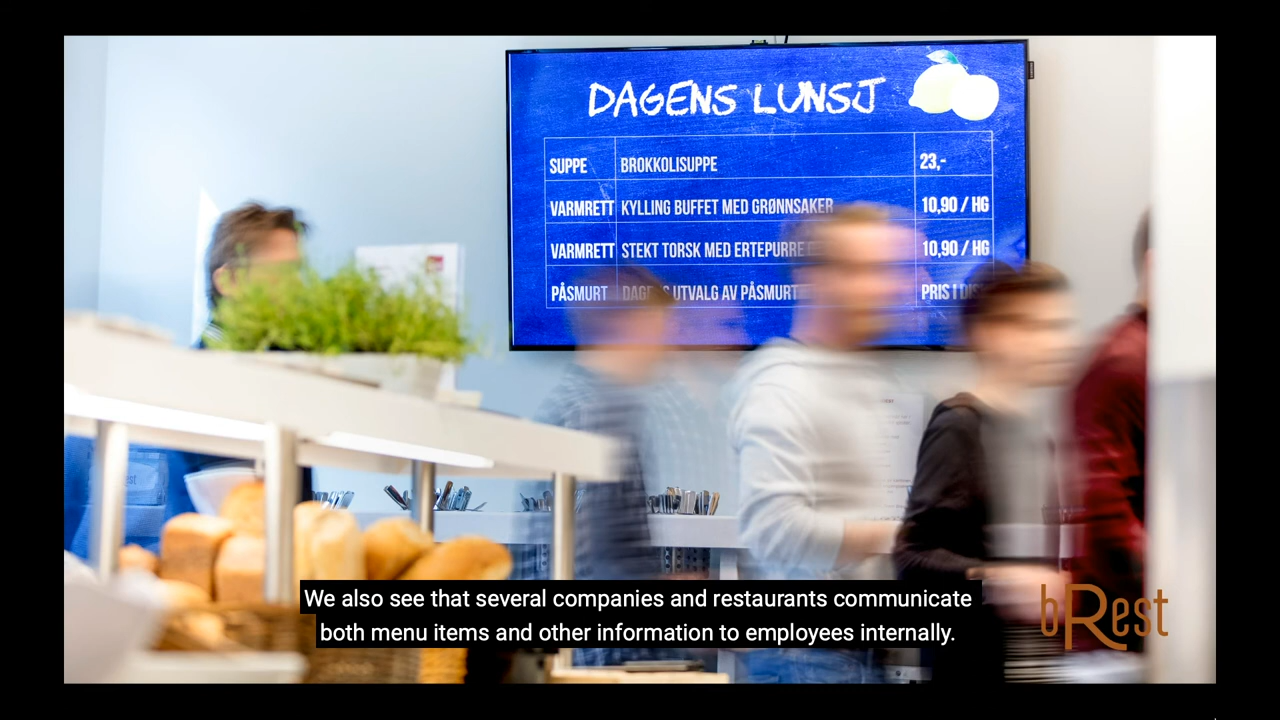 DAGENS LUNSJ
SUPPE BROKKOLISUPPE 23,-
VARMRETT KYLLING BUFFET MED GRØNNSAKER 10,90 / HG
VARMRETT STEKT TORSK MED ERTEPURRE 10,90 / HG
PÅSMURT DAGENS UTVALG AV PÅSMURT PRIS I
We also see that several companies and restaurants communicate
both menu items and other information to employees internally.
bRest